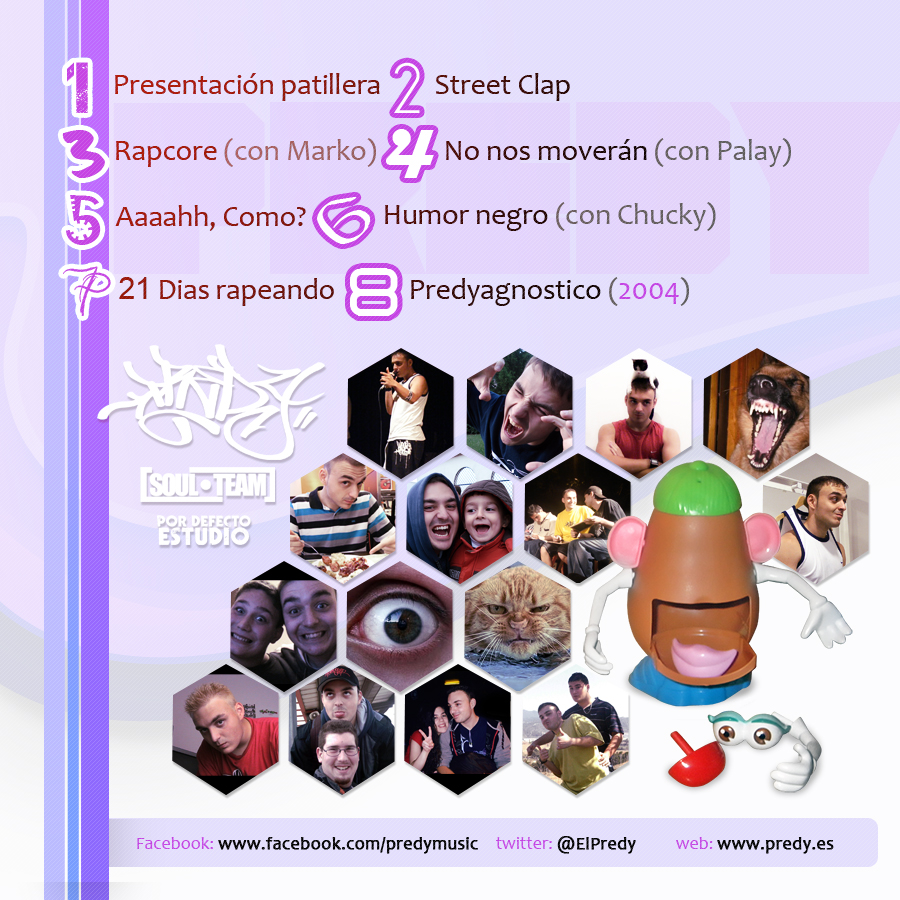 1 Presentación patillera 2 Street Clap
3 Rapcore (con Marko) 4 No nos moverán (con Palay)
5 Aaaahh, Como? 6 Humor negro (con Chucky)
7 21 Dias rapeando 8 Predyagnostico (2004)
PREDY
[SOUL•TEAM]
POR DEFECTO
ESTUDIO
Facebook: www.facebook.com/predymusic twitter: @ElPredy web: www.predy.es